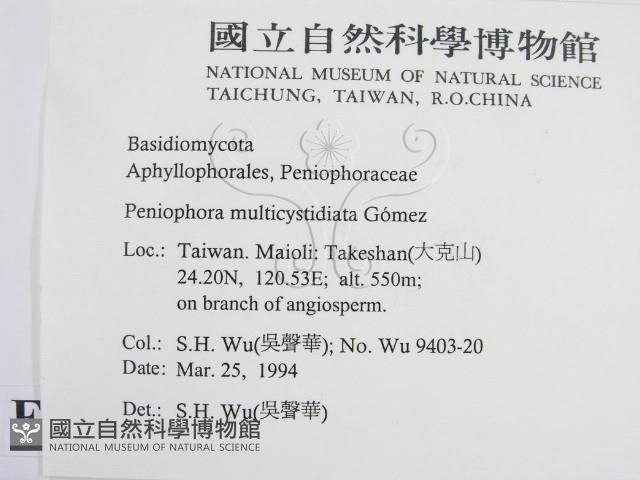 國立自然科學博物館
NATIONAL MUSEUM OF NATURAL SCIENCE
TAICHUNG, TAIWAN, R.O.CHINA
Basidiomycota
Aphyllophorales, Peniophoraceae
Peniophora multicystidiata Gómez
Loc.: Taiwan. Maioli: Takeshan(大克山)
24.20N, 120.53E; alt. 550m;
on branch of angiosperm.
Col.: S.H. Wu(吳聲華); No. Wu 9403-20
Date: Mar. 25, 1994
Det.: S.H. Wu(吳聲華)
國立自然科學博物館
NATIONAL MUSEUM OF NATURAL SCIENCE